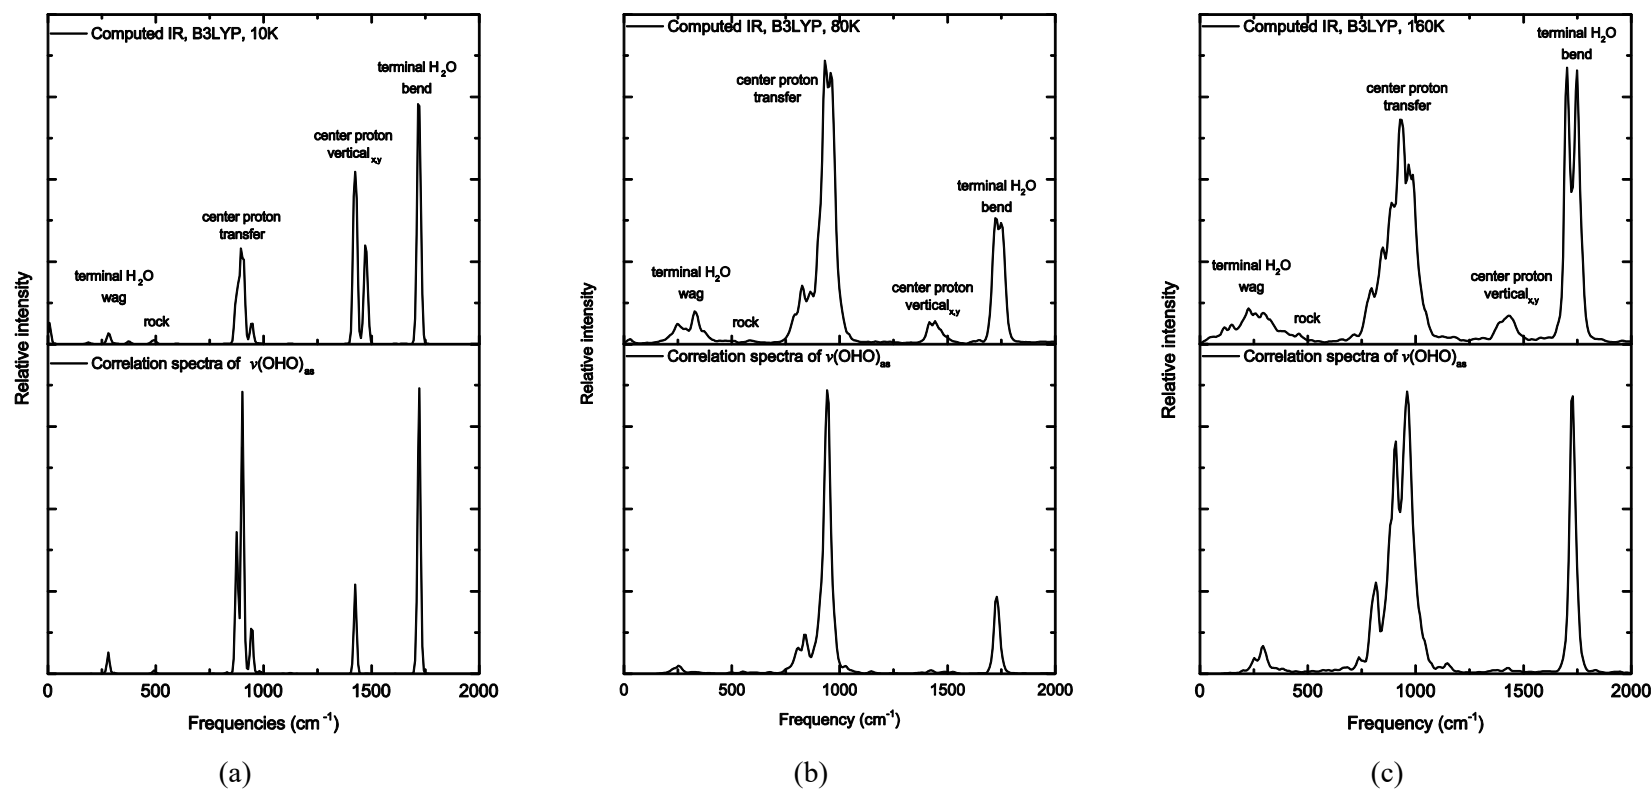 Computed IR, B3LYP, 10K
terminal H2O
bend
center proton
vertical x,y
center proton
transfer
terminal H2O
wag
rock
Relative intensity
Correlation spectra of ν(OHO)as
Relative intensity
0 500 1000 1500 2000
Frequencies (cm-1)
(a)
Computed IR, B3LYP, 80K
center proton
transfer
terminal H2O
bend
terminal H2O
wag
rock
center proton
vertical x,y
Relative intensity
Correlation spectra of ν(OHO)as
0 500 1000 1500 2000
Frequency (cm-1)
(b)
Computed IR, B3LYP, 160K
terminal H2O
bend
center proton
transfer
terminal H2O
wag
rock
center proton
vertical x,y
Relative intensity
Correlation spectra of ν(OHO)as
0 500 1000 1500 2000
Frequency (cm-1)
(c)